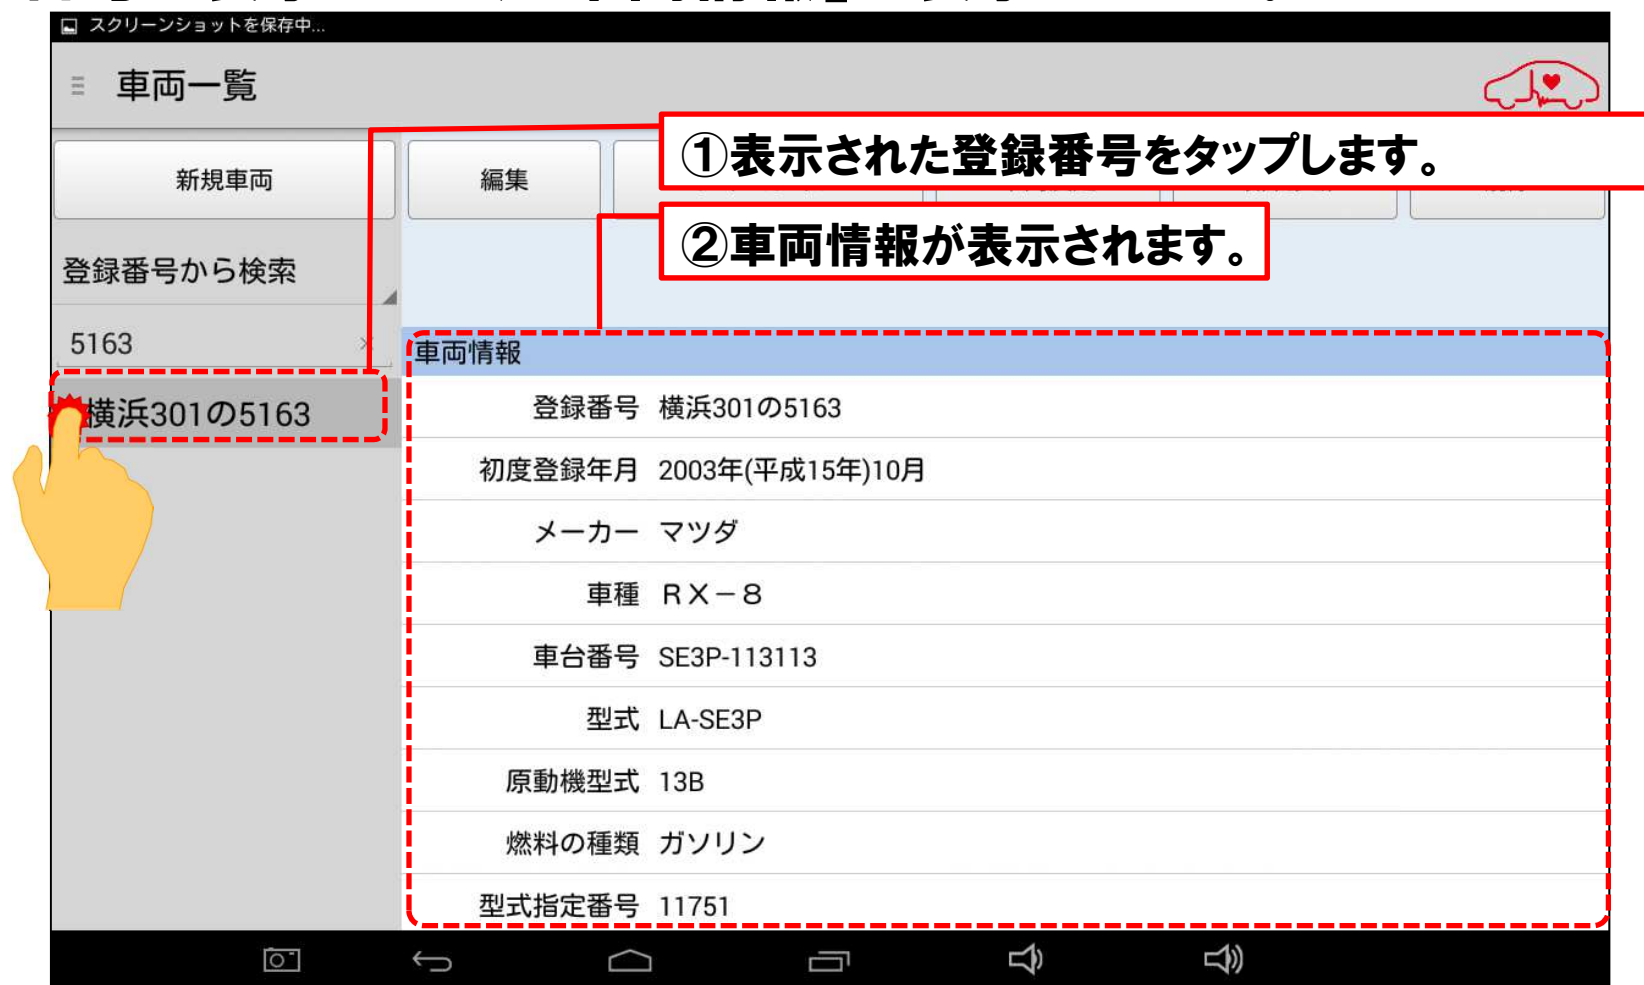 スクリーンショットを保存中...
車両一覧
①表示された登録番号をタップします。
新規車両
編集
②車両情報が表示されます。
登録番号から検索
5163
車両情報
横浜301の5163
登録番号 横浜301の5163
初度登録年月 2003年(平成15年)10月
メーカー マツダ
車種 ＲＸ－８
車台番号 SE3P-113113
型式 LA-SE3P
原動機型式 13B
燃料の種類 ガソリン
型式指定番号 11751